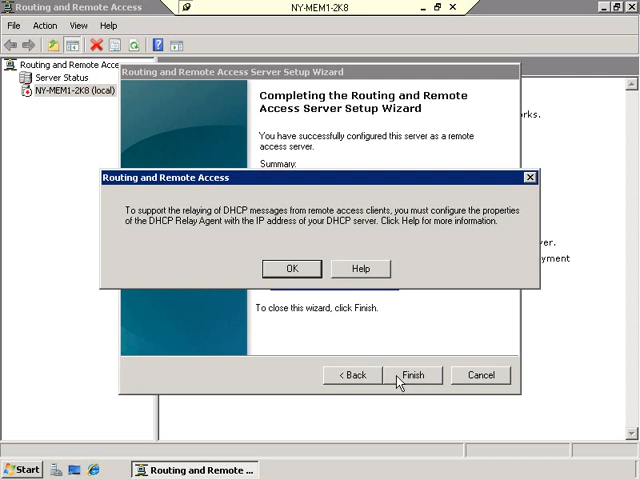 Routing and Remote Access
NY-MEM1-2K8
File Action View Help
Routing and Remote Acce
Server Status
NY-MEM1-2K8 (local)
Routing and Remote Access Server Setup Wizard
Completing the Routing and Remote
Access Server Setup Wizard
You have successfully configured this server as a remote
access server.
Summary:
rks.
Routing and Remote Access
To support the relaying of DHCP messages from remote access clients, you must configure the properties
of the DHCP Relay Agent with the IP address of your DHCP server. Click Help for more information.
OK Help
ver.
yment
To close this wizard, click Finish.
< Back Finish Cancel
Start Routing and Remote ...